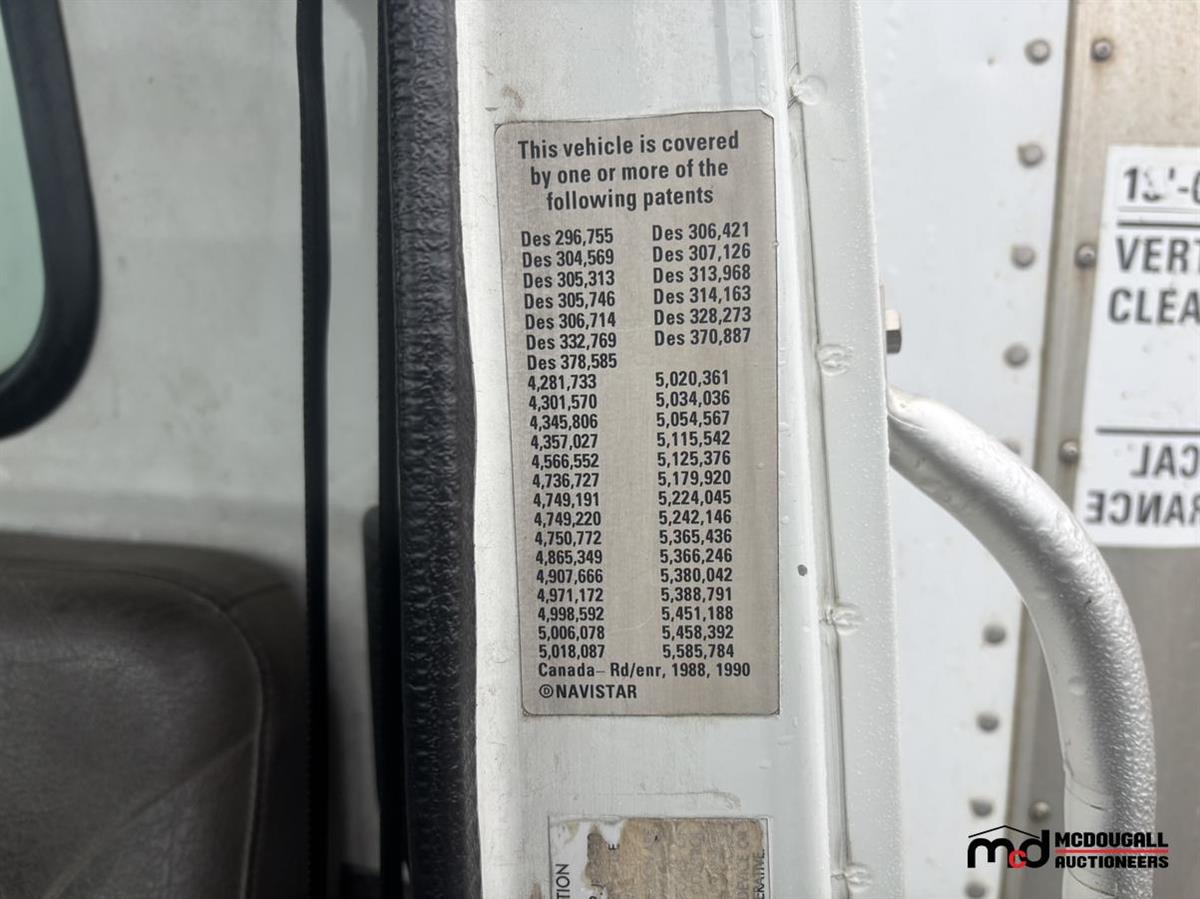 This vehicle is covered
by one or more of the
following patents
Des 296,755
Des 304,569
Des 305,313
Des 305,746
Des 306,714
Des 332,769
Des 378,585
Des 306,421
Des 307,126
Des 313,968
Des 314,163
Des 328,273
Des 370,887
4,281,733
4,301,570
4,345,806
4,357,027
4,566,552
4,736,727
4,749,191
4,749,220
4,750,772
4,865,349
4,907,666
4,971,172
4,998,592
5,006,078
5,018,087
5,020,361
5,034,036
5,054,567
5,115,542
5,125,376
5,179,920
5,224,045
5,242,146
5,365,436
5,366,246
5,380,042
5,388,791
5,451,188
5,458,392
5,585,784
Canada– Rd/enr, 1988, 1990
©NAVISTAR
VERT
CLEA
CAL
RANCE
mcD MCDOUGALL
AUCTIONEERS